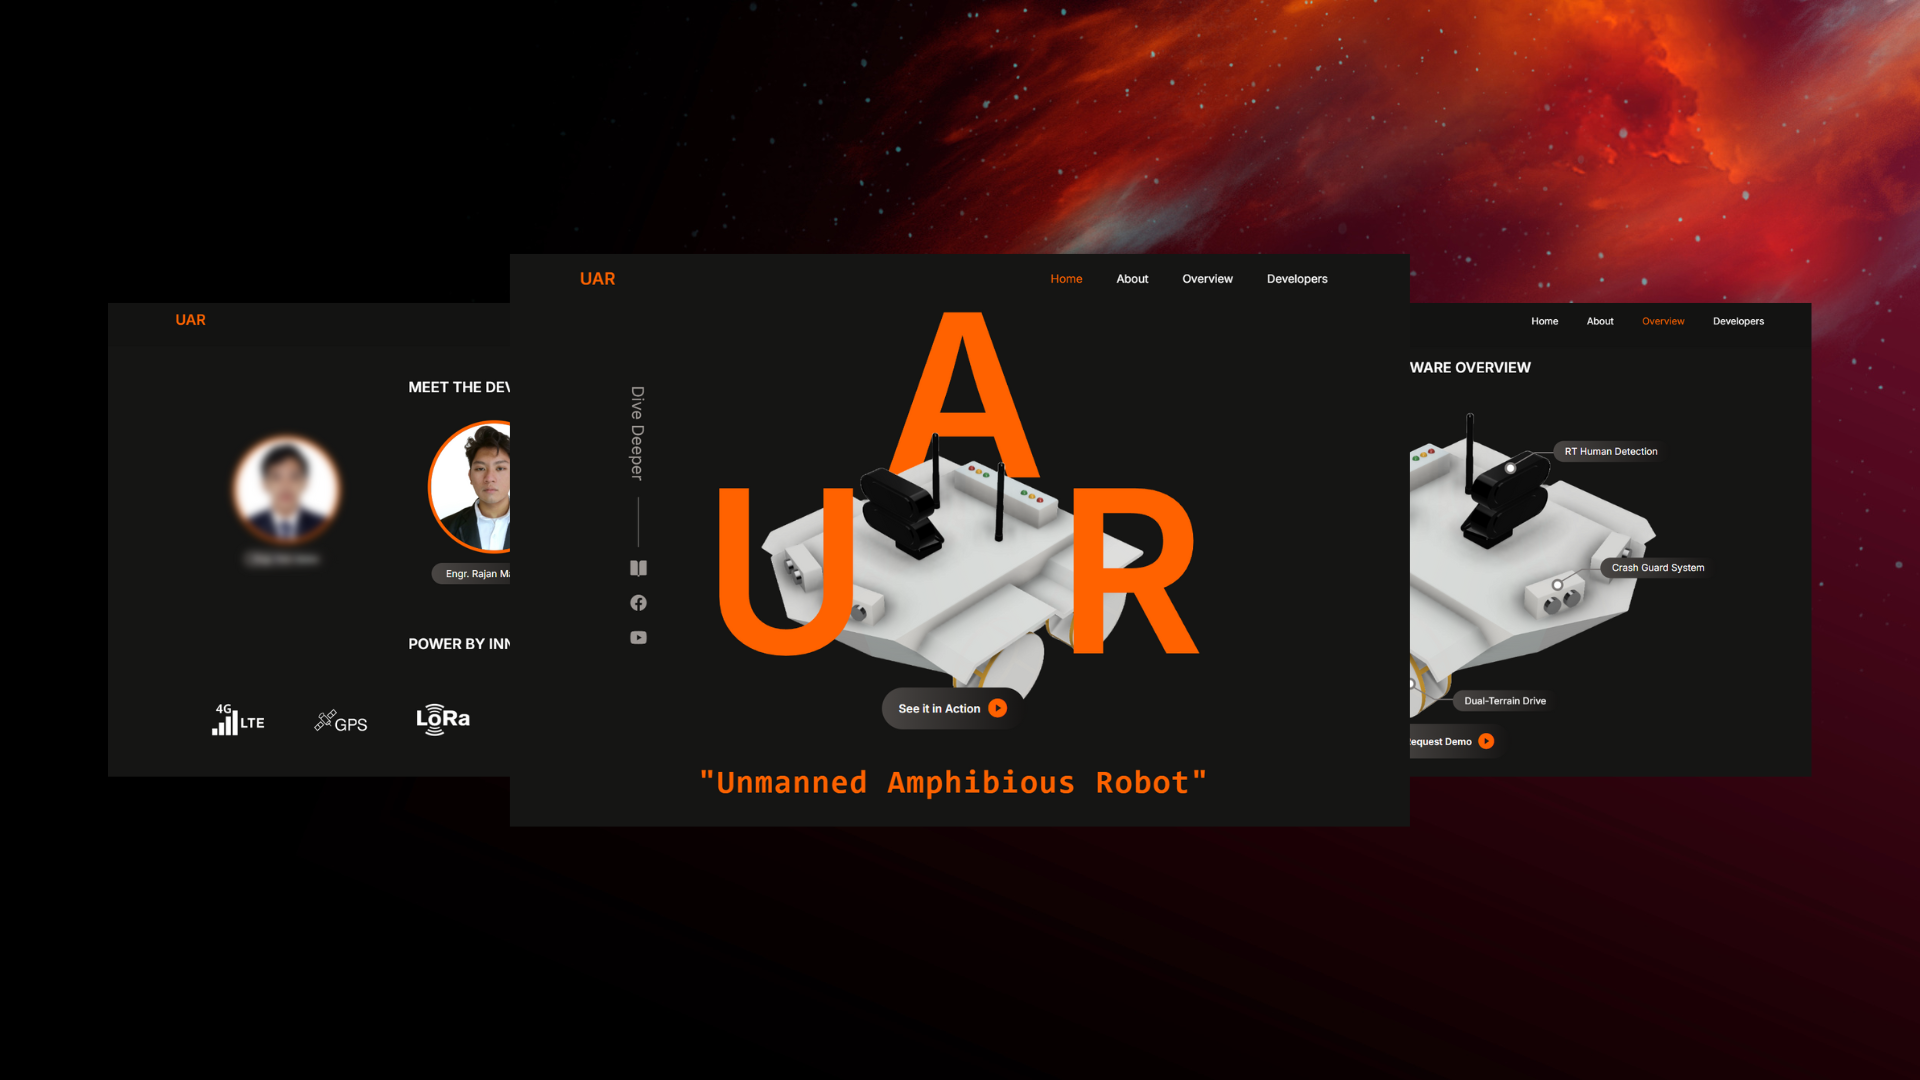 UAR
MEET THE DEV
Engr. Rajan Ma
POWER BY INN
4G
LTE
GPS
LoRa
UAR
Home
About
Overview
Developers
Dive Deeper
A
U R
See it in Action
"Unmanned Amphibious Robot"
Home
About
Overview
Developers
WARE OVERVIEW
RT Human Detection
Crash Guard System
Dual-Terrain Drive
equest Demo